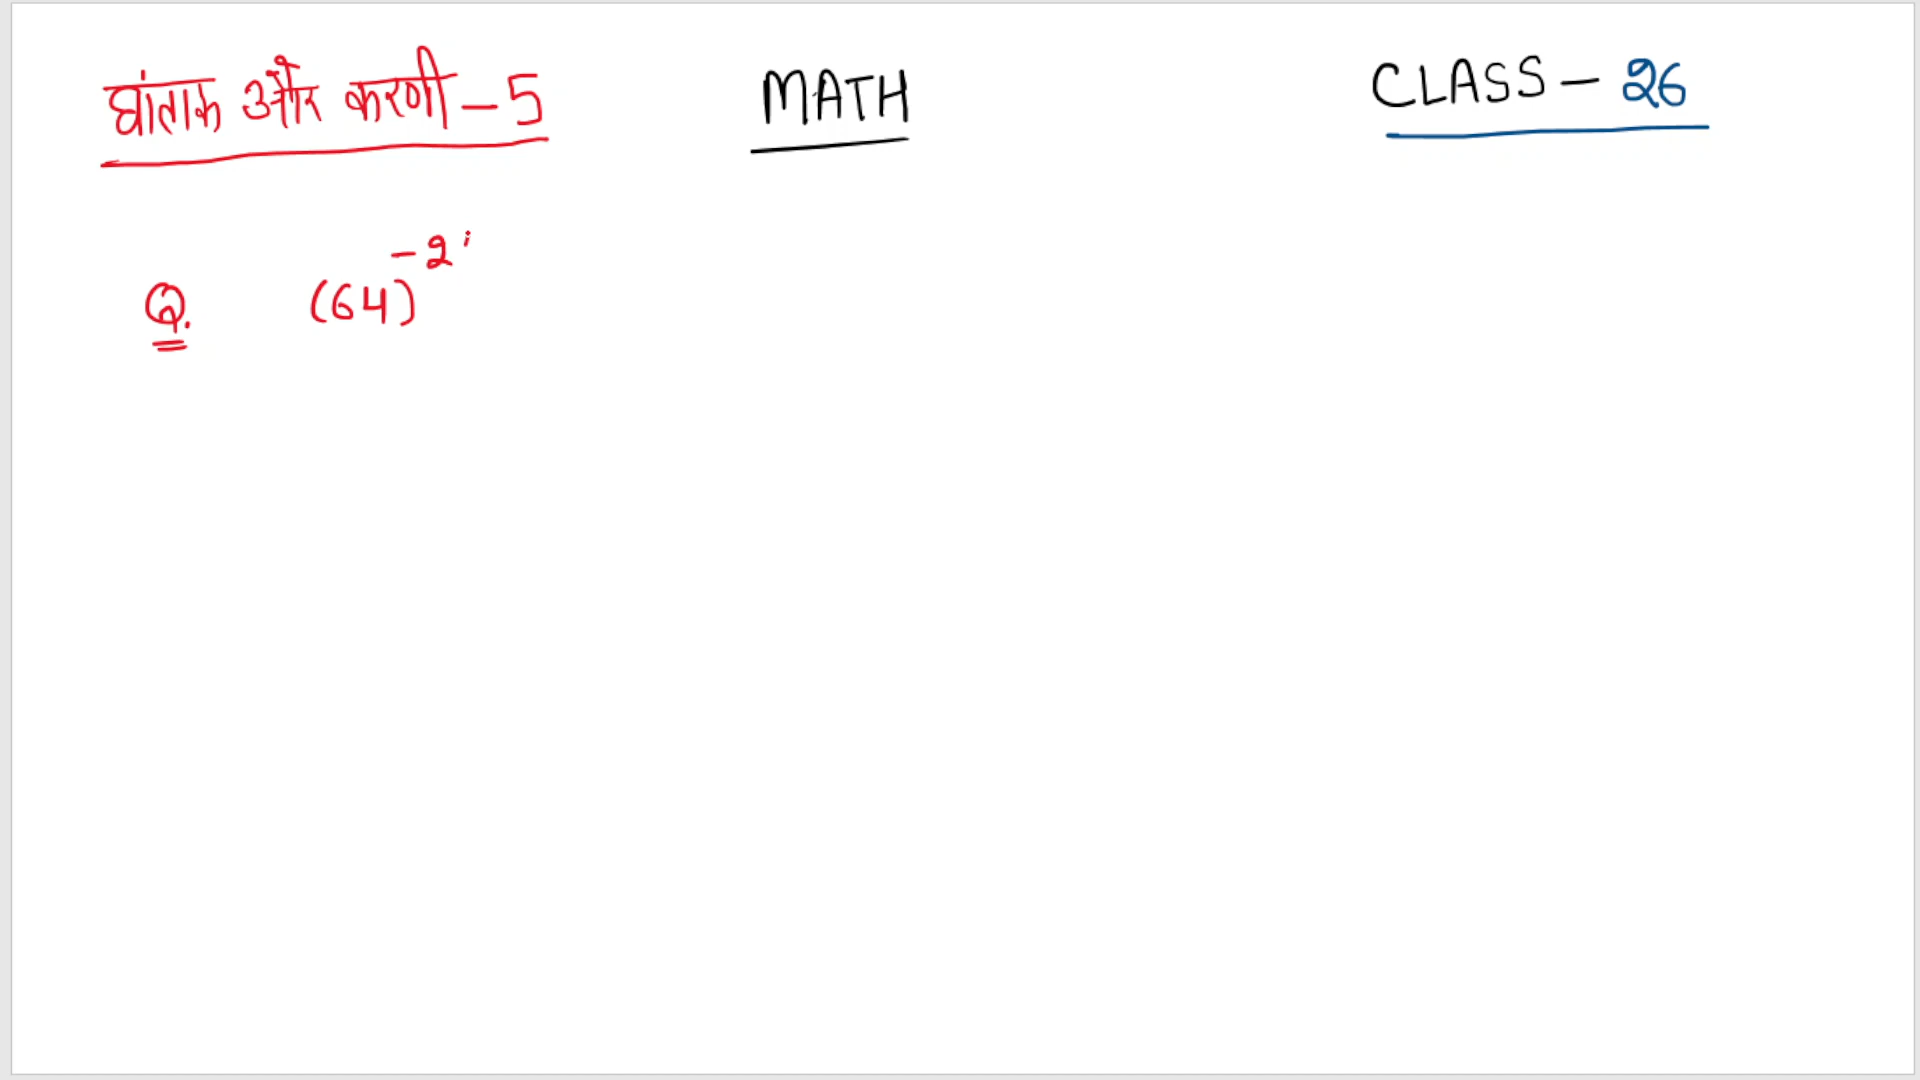 घांताक और करणी - 5
MATH
CLASS - 26
Q. (64)^-2